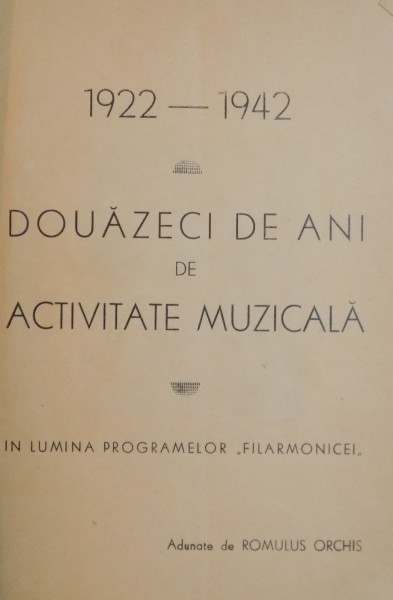 1922 — 1942
DOUĂZECI DE ANI
DE
ACTIVITATE MUZICALĂ
IN LUMINA PROGRAMELOR „FILARMONICEI„
Adunate de ROMULUS ORCHIS